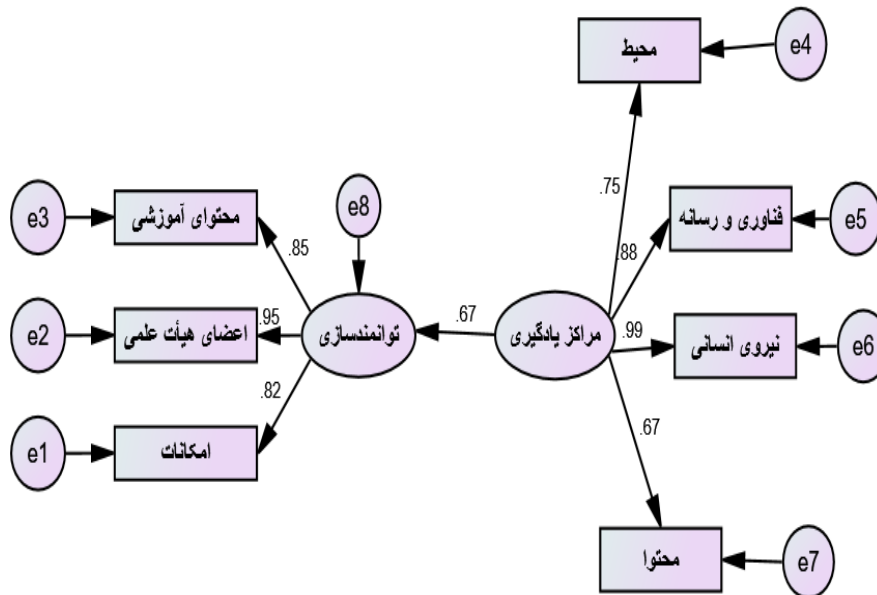 محیط
e4
.75
e3
محتوای آموزشی
.85
e8
فناوری و رسانه
.88
e5
e2
اعضای هیأت علمی
.95
توانمندسازی
.67
مراکز یادگیری
.99
نیروی انسانی
e6
e1
امکانات
.82
.67
محتوا
e7